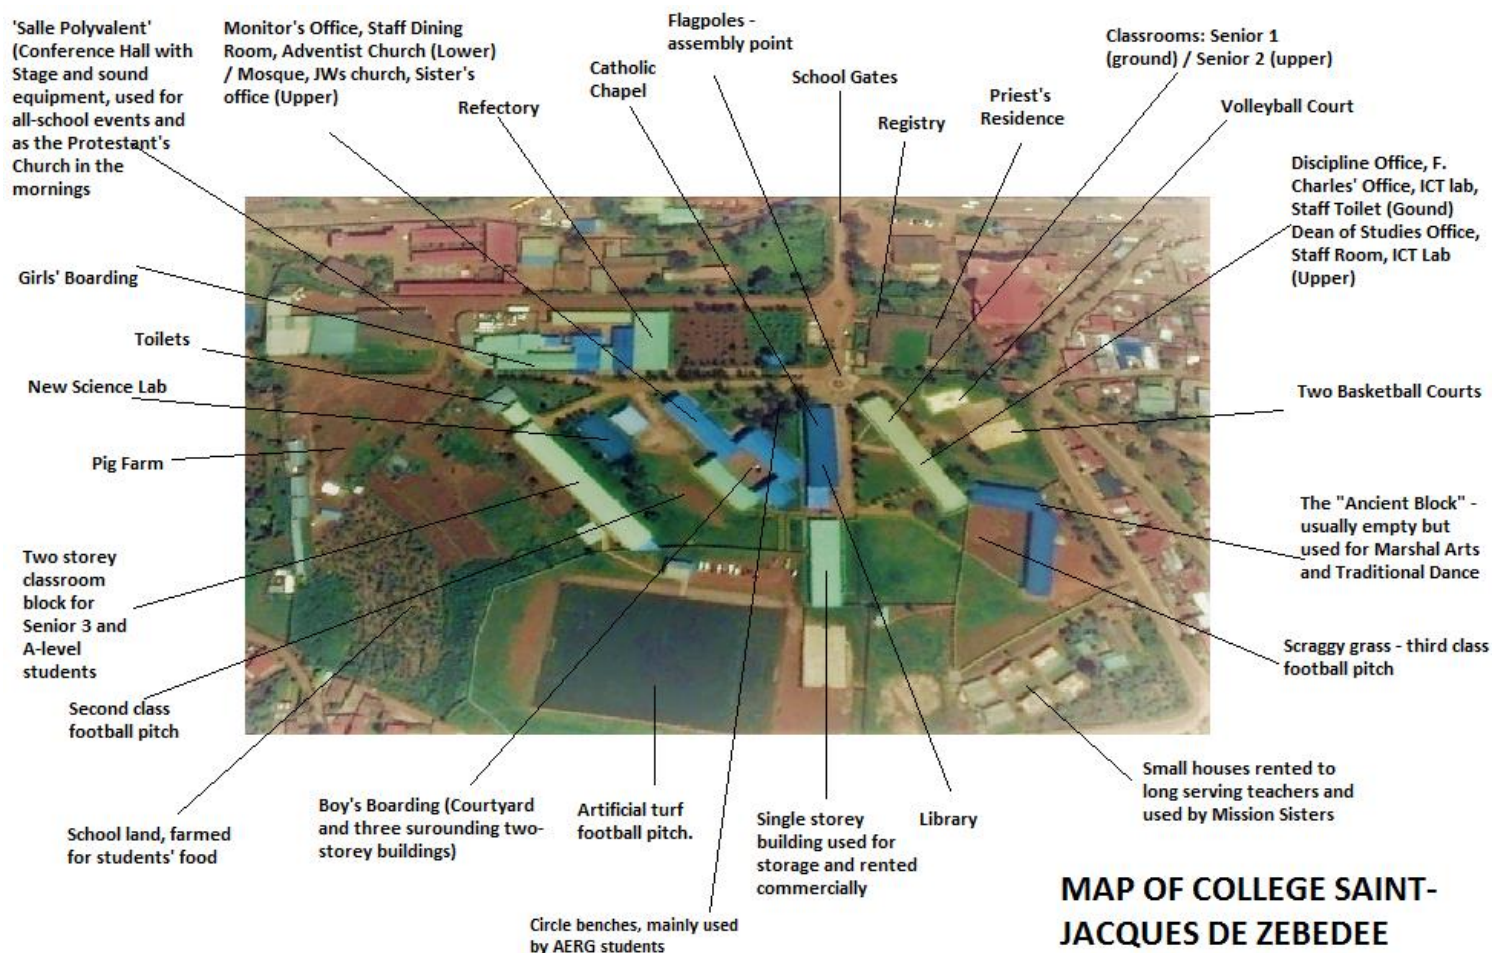 'Salle Polyvalent'
(Conference Hall with
Stage and sound
equipment, used for
all-school events and
as the Protestant's
Church in the
mornings
Monitor's Office, Staff Dining
Room, Adventist Church (Lower)
/ Mosque, JWs church, Sister's
office (Upper)
Refectory
Catholic
Chapel
Flagpoles -
assembly point
School Gates
Registry
Priest's
Residence
Classrooms: Senior 1
(ground) / Senior 2 (upper)
Volleyball Court
Discipline Office, F.
Charles' Office, ICT lab,
Staff Toilet (Gound)
Dean of Studies Office,
Staff Room, ICT Lab
(Upper)
Girls' Boarding
Toilets
New Science Lab
Pig Farm
Two storey
classroom
block for
Senior 3 and
A-level
students
Second class
football pitch
School land, farmed
for students' food
Two Basketball Courts
The "Ancient Block" -
usually empty but
used for Marshal Arts
and Traditional Dance
Scraggy grass - third class
football pitch
Small houses rented to
long serving teachers and
used by Mission Sisters
Boy's Boarding (Courtyard
and three surounding two-
storey buildings)
Artificial turf
football pitch.
Single storey
building used for
storage and rented
commercially
Library
Circle benches, mainly used
by AERG students
MAP OF COLLEGE SAINT-
JACQUES DE ZEBEDEE